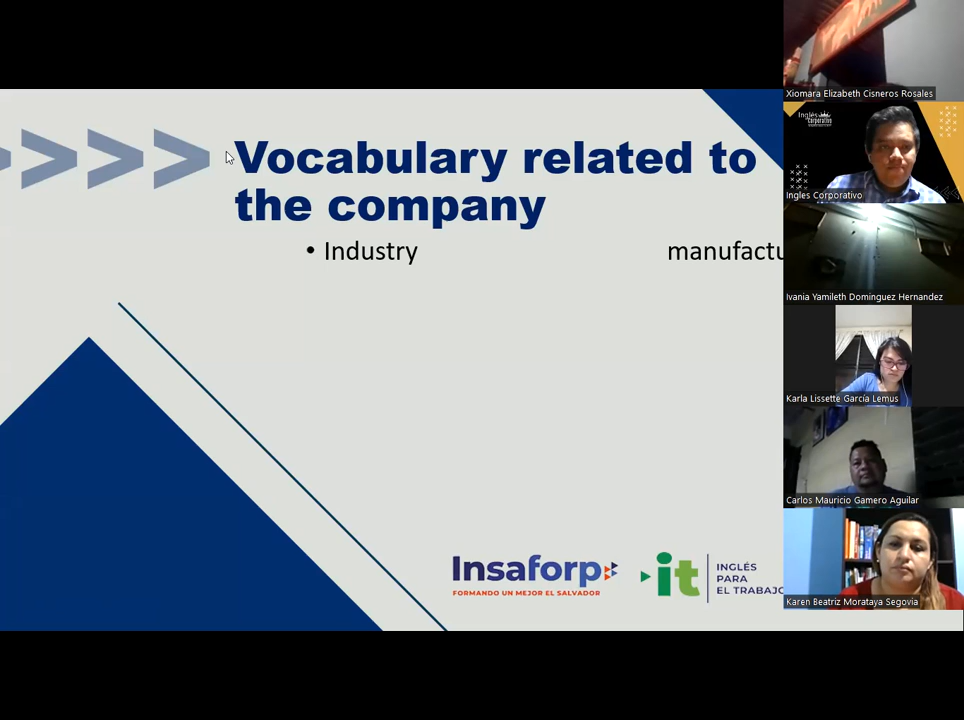 Vocabulary related to
the company
• Industry
Insaforp
FORMANDO UN MEJOR EL SALVADOR
it
INGLÉS
PARA
EL TRABAJO
Xiomara Elizabeth Cisneros Rosales
Inglés
Corporativo
Ingles Corporativo
Ivania Yamileth Dominguez Hernandez
Karla Lissette García Lemus
Carlos Mauricio Gamero Aguilar
Karen Beatriz Morataya Segovia